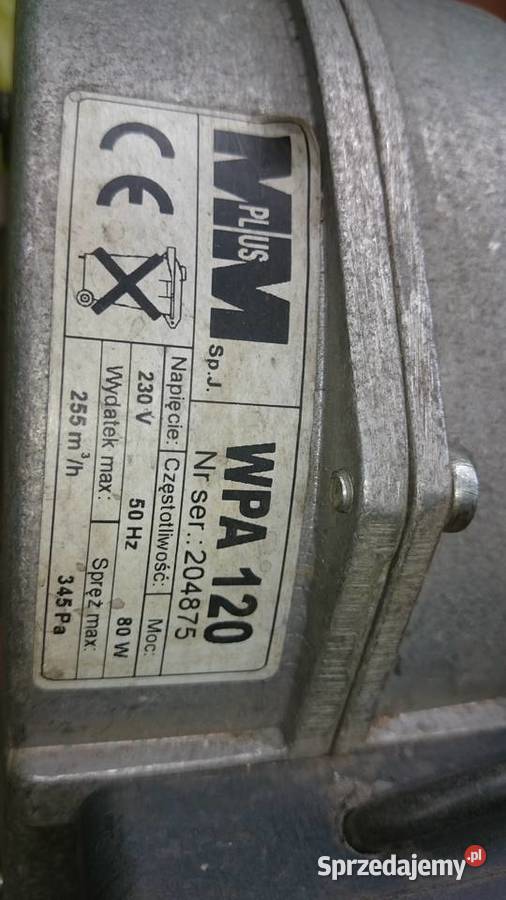 M PLUS M
Sp.J.
WPA 120
Nr ser.: 204875
CE
Napięcie: Częstotliwość: Moc:
230 V 50 Hz 80 W
Wydatek max: Spręż max:
255 m³/h 345 Pa
Sprzedajemy.pl